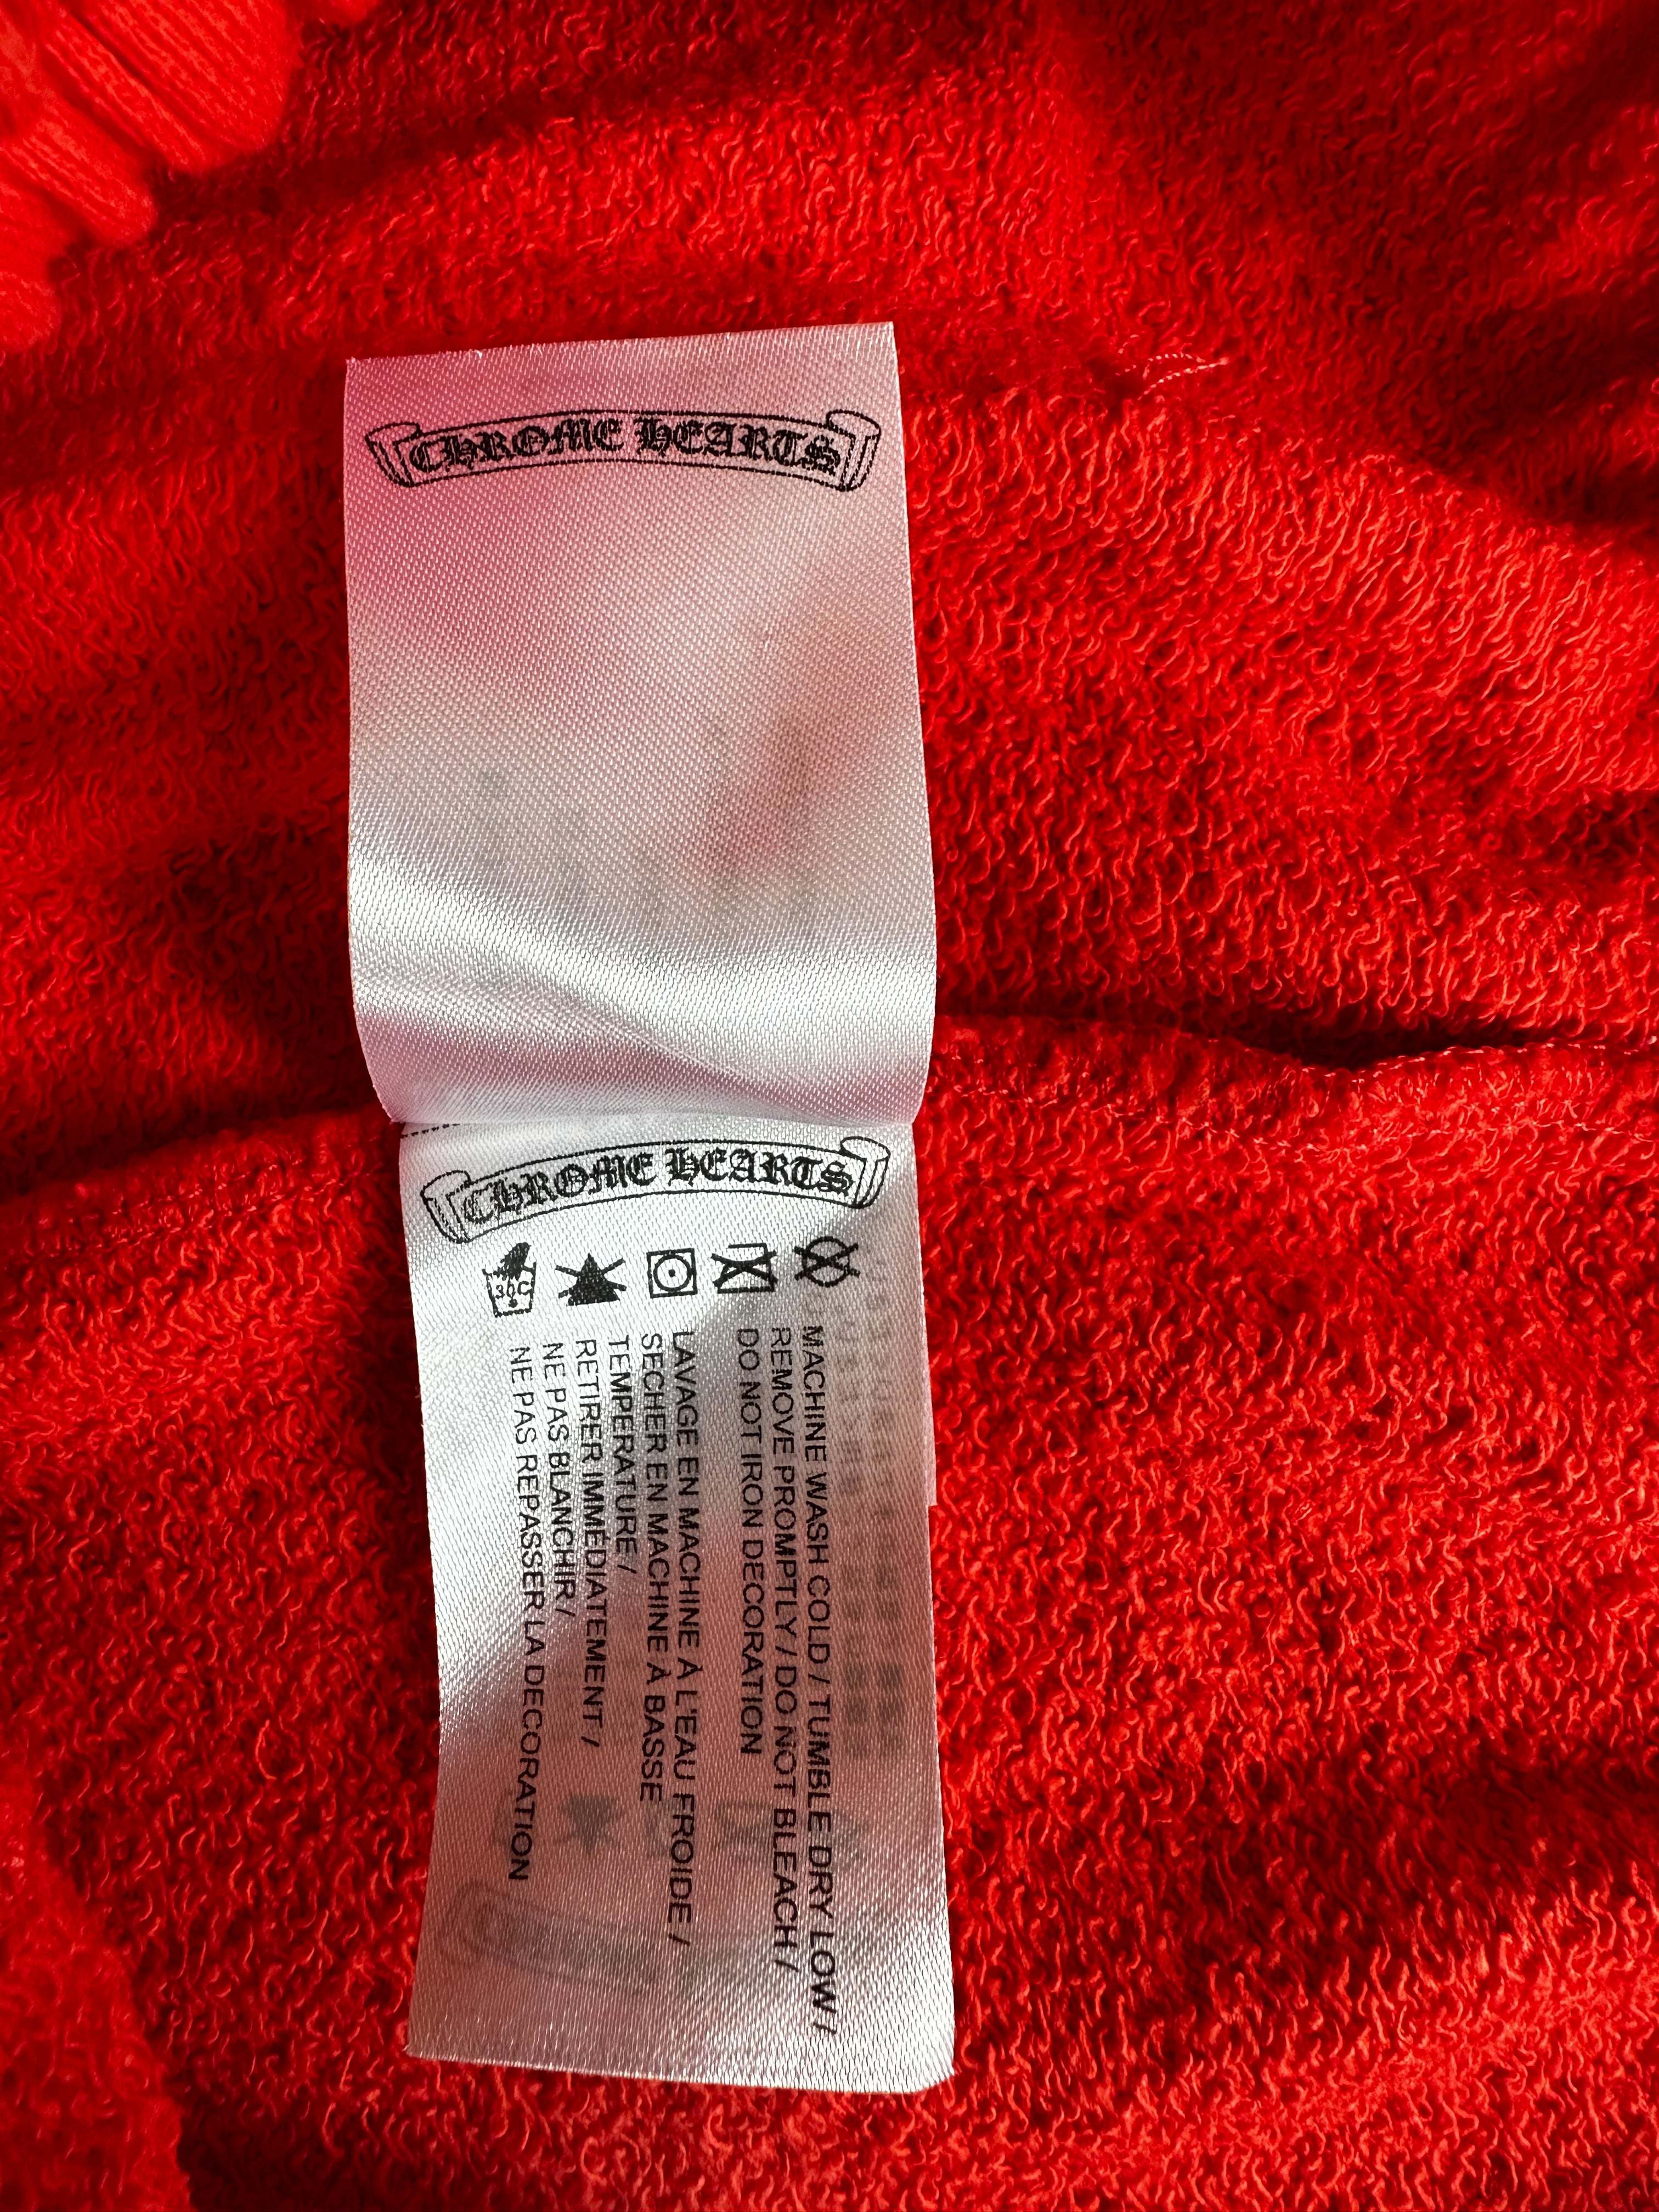 CHROME HEARTS
CHROME HEARTS
30C
MACHINE WASH COLD / TUMBLE DRY LOW /
REMOVE PROMPTLY / DO NOT BLEACH /
DO NOT IRON DECORATION
LAVAGE EN MACHINE À L'EAU FROIDE /
SECHER EN MACHINE À BASSE
TEMPERATURE /
RETIRER IMMÉDIATEMENT /
NE PAS BLANCHIR /
NE PAS REPASSER LA DECORATION